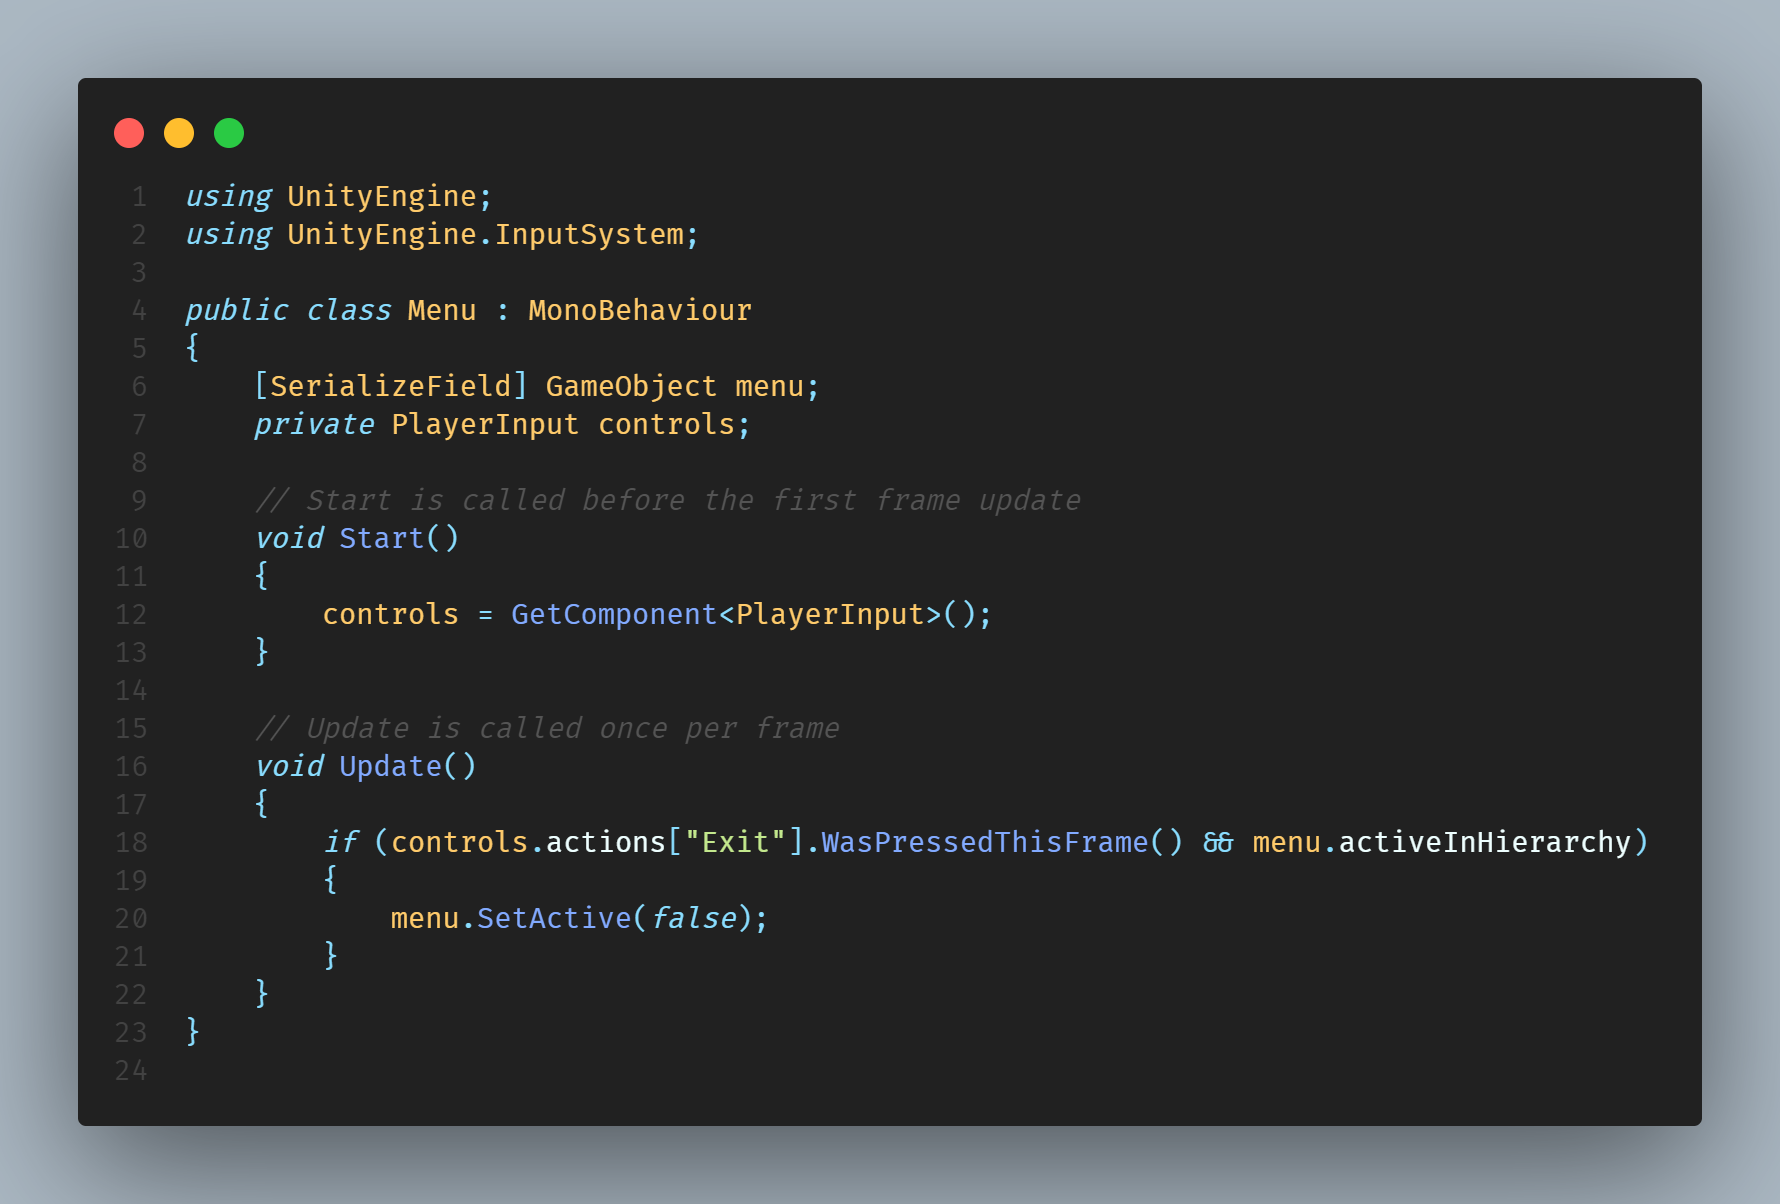 1 using UnityEngine;
2 using UnityEngine.InputSystem;
3
4 public class Menu : MonoBehaviour
5 {
6     [SerializeField] GameObject menu;
7     private PlayerInput controls;
8
9     // Start is called before the first frame update
10     void Start()
11     {
12         controls = GetComponent<PlayerInput>();
13     }
14
15     // Update is called once per frame
16     void Update()
17     {
18         if (controls.actions["Exit"].WasPressedThisFrame() && menu.activeInHierarchy)
19         {
20             menu.SetActive(false);
21         }
22     }
23 }
24